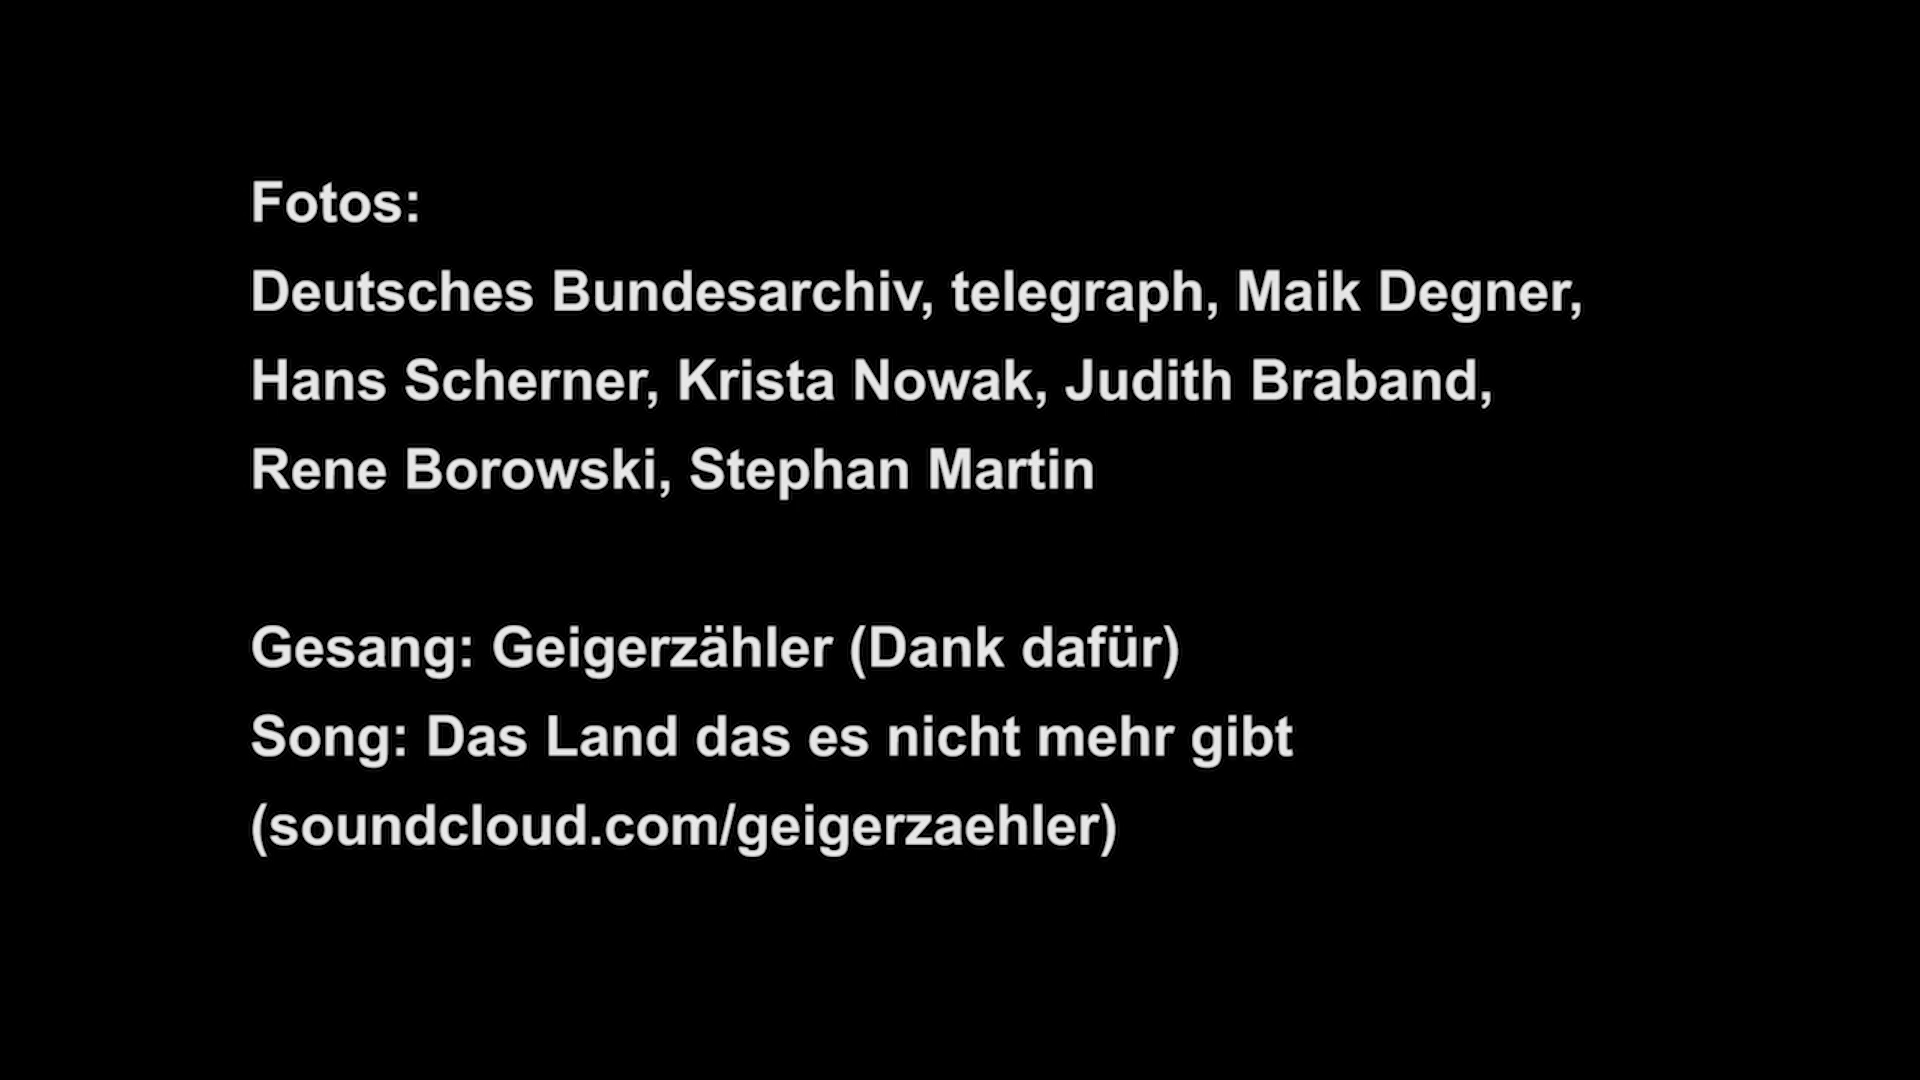 Fotos:
Deutsches Bundesarchiv, telegraph, Maik Degner,
Hans Scherner, Krista Nowak, Judith Braband,
Rene Borowski, Stephan Martin
Gesang: Geigerzähler (Dank dafür)
Song: Das Land das es nicht mehr gibt
(soundcloud.com/geigerzaehler)